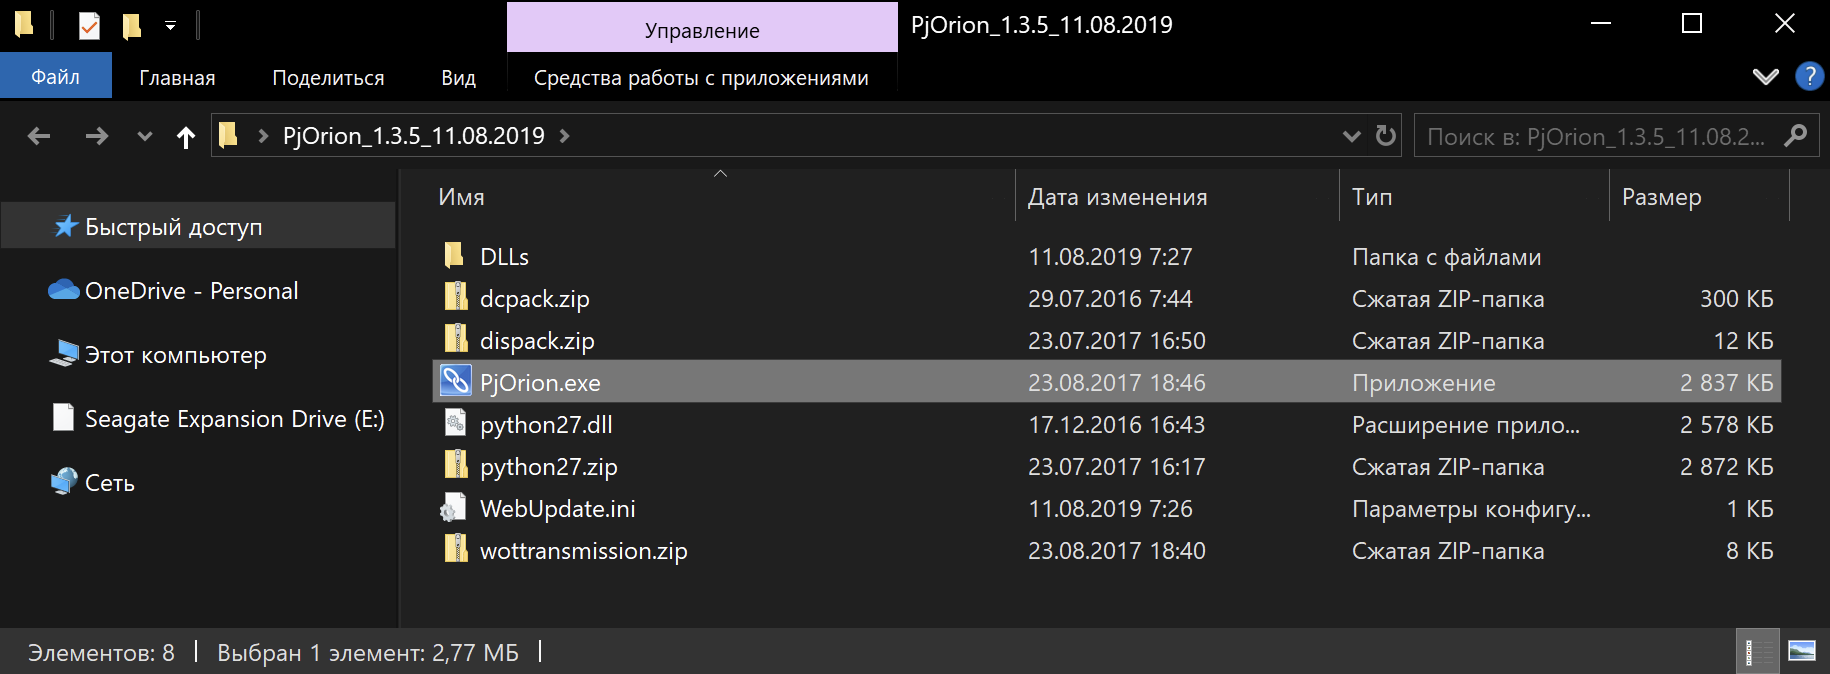 Управление
PjOrion_1.3.5_11.08.2019
Файл
Главная
Поделиться
Вид
Средства работы с приложениями
?
PjOrion_1.3.5_11.08.2019
Поиск в: PjOrion_1.3.5_11.08.2...
Быстрый доступ
OneDrive - Personal
Этот компьютер
Seagate Expansion Drive (E:)
Сеть
Имя Дата изменения Тип Размер
DLLs 11.08.2019 7:27 Папка с файлами
dcpack.zip 29.07.2016 7:44 Сжатая ZIP-папка 300 КБ
dispack.zip 23.07.2017 16:50 Сжатая ZIP-папка 12 КБ
PjOrion.exe 23.08.2017 18:46 Приложение 2 837 КБ
python27.dll 17.12.2016 16:43 Расширение прило... 2 578 КБ
python27.zip 23.07.2017 16:17 Сжатая ZIP-папка 2 872 КБ
WebUpdate.ini 11.08.2019 7:26 Параметры конфигу... 1 КБ
wottransmission.zip 23.08.2017 18:40 Сжатая ZIP-папка 8 КБ
Элементов: 8
Выбран 1 элемент: 2,77 МБ